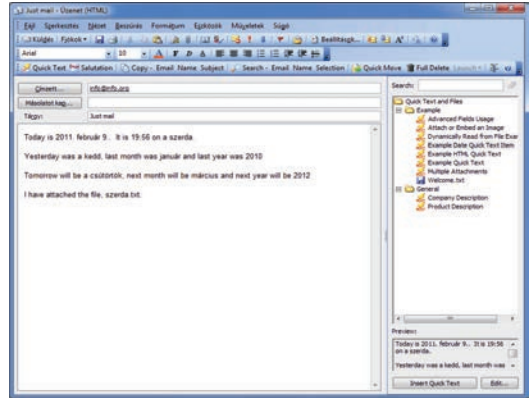 Just mail - Üzenet (HTML)
Fájl Szerkesztés Nézet Beszúrás Formátum Eszközök Műveletek Súgó
Küldés Fiókok
Arial 10
Quick Text Salutation Copy - Email Name Subject Search - Email Name Selection Quick Move Full Delete
Címzett... info@info.org
Másolatot kap...
Tárgy: Just mail
Today is 2011. február 9.. It is 19:56 on a szerda.
Yesterday was a kedd, last month was január and last year was 2010
Tomorrow will be a csütörtök, next month will be március and next year will be 2012
I have attached the file, szerda.txt.
Search:
Quick Text and Files
Example
Advanced Fields Usage
Attach or Embed an Image
Dynamically Read from File Exar
Example Date Quick Text Item
Example HTML Quick Text
Example Quick Text
Multiple Attachments
Welcome.txt
General
Company Description
Product Description
Preview:
Today is 2011. február 9.. It is 19:56
on a szerda.
Yesterday was a kedd, last month was
Insert Quick Text Edit...